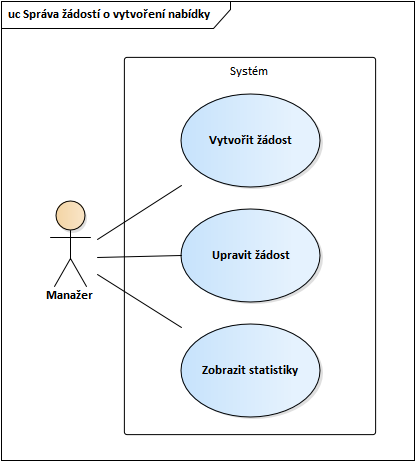 uc Správa žádostí o vytvoření nabídky
Systém
Vytvořit žádost
Upravit žádost
Manažer
Zobrazit statistiky